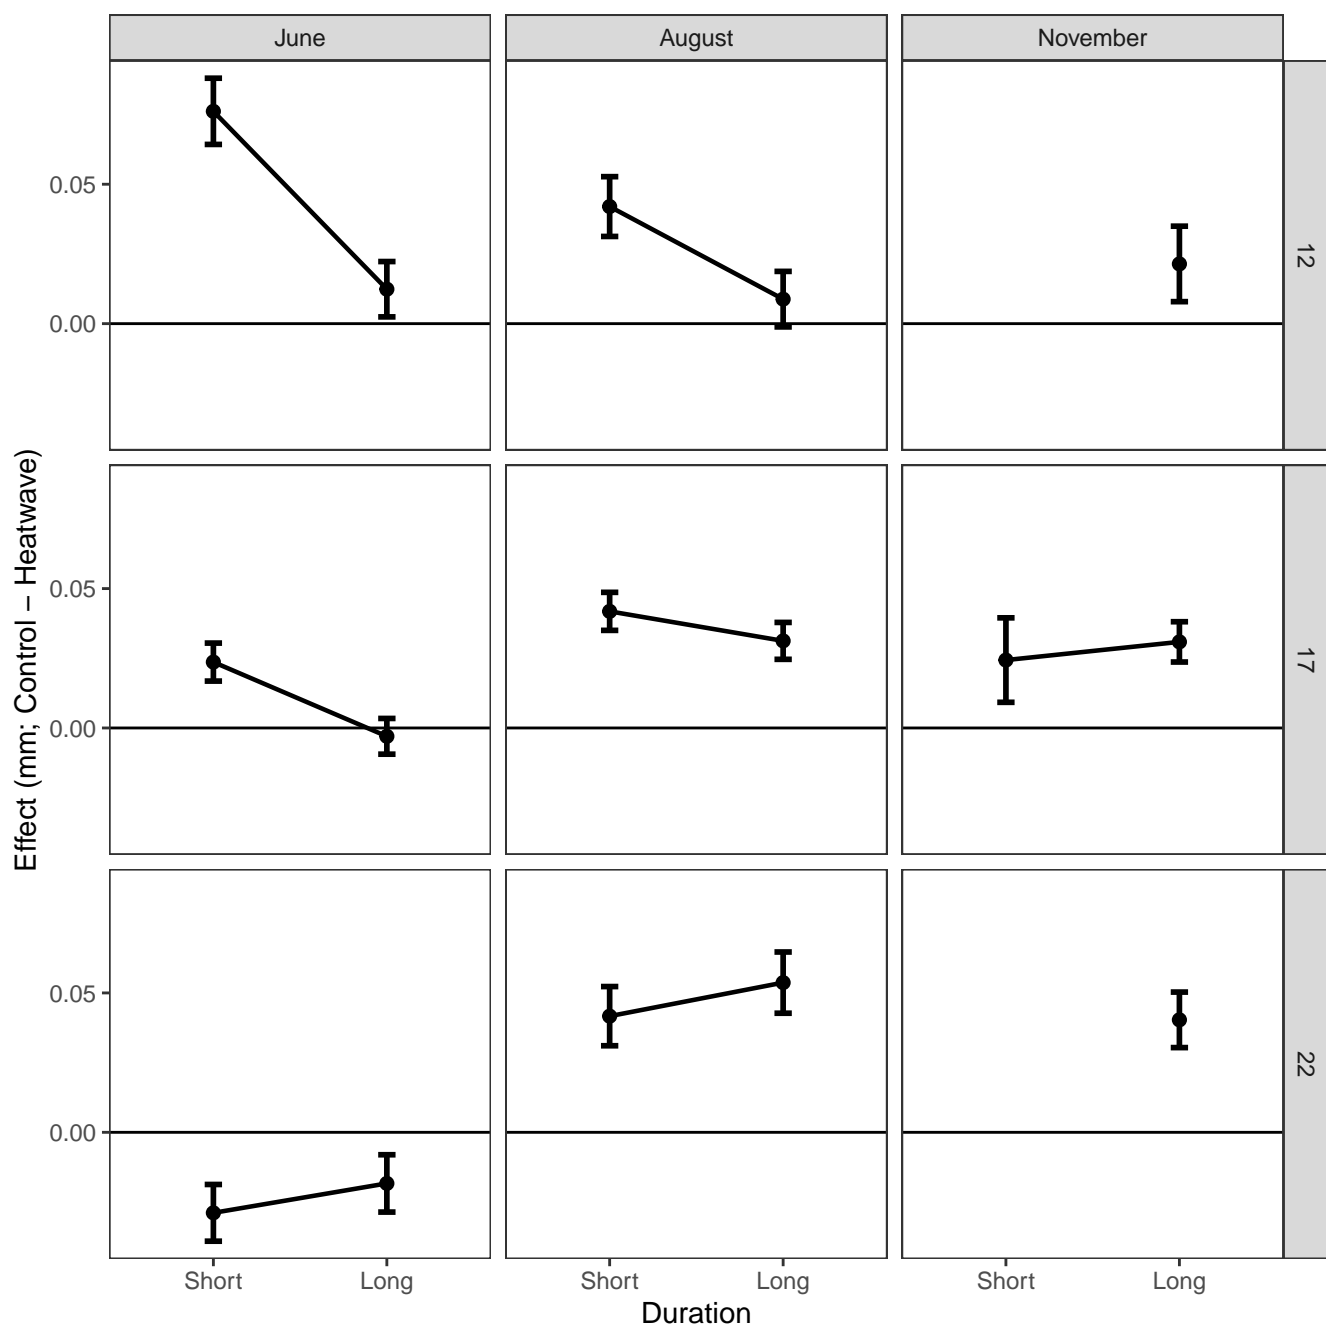 June
August
November
0.05
0.00
12
0.05
0.00
17
0.05
0.00
22
Effect (mm; Control − Heatwave)
Short
Long
Short
Long
Short
Long
Duration